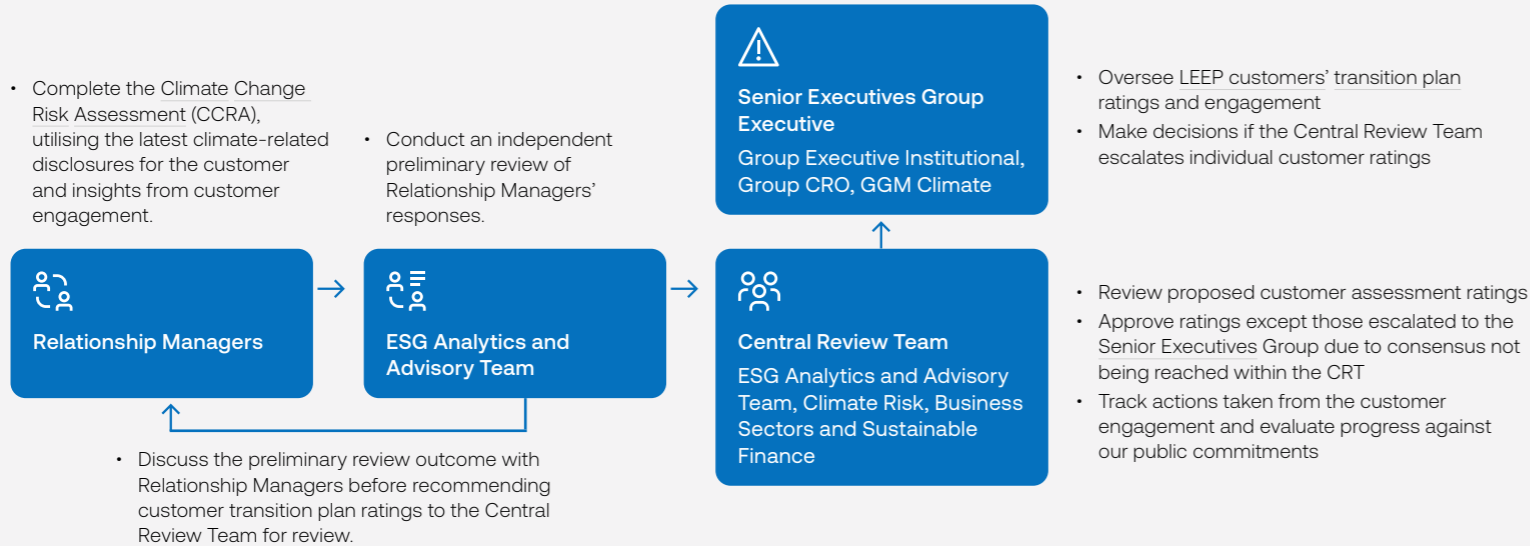 • Complete the Climate Change
Risk Assessment (CCRA),
utilising the latest climate-related
disclosures for the customer
and insights from customer
engagement.
Relationship Managers
• Conduct an independent
preliminary review of
Relationship Managers’
responses.
ESG Analytics and
Advisory Team
• Discuss the preliminary review outcome with
Relationship Managers before recommending
customer transition plan ratings to the Central
Review Team for review.
Senior Executives Group
Executive
Group Executive Institutional,
Group CRO, GGM Climate
• Oversee LEEP customers’ transition plan
ratings and engagement
• Make decisions if the Central Review Team
escalates individual customer ratings
Central Review Team
ESG Analytics and Advisory
Team, Climate Risk, Business
Sectors and Sustainable
Finance
• Review proposed customer assessment ratings
• Approve ratings except those escalated to the
Senior Executives Group due to consensus not
being reached within the CRT
• Track actions taken from the customer
engagement and evaluate progress against
our public commitments